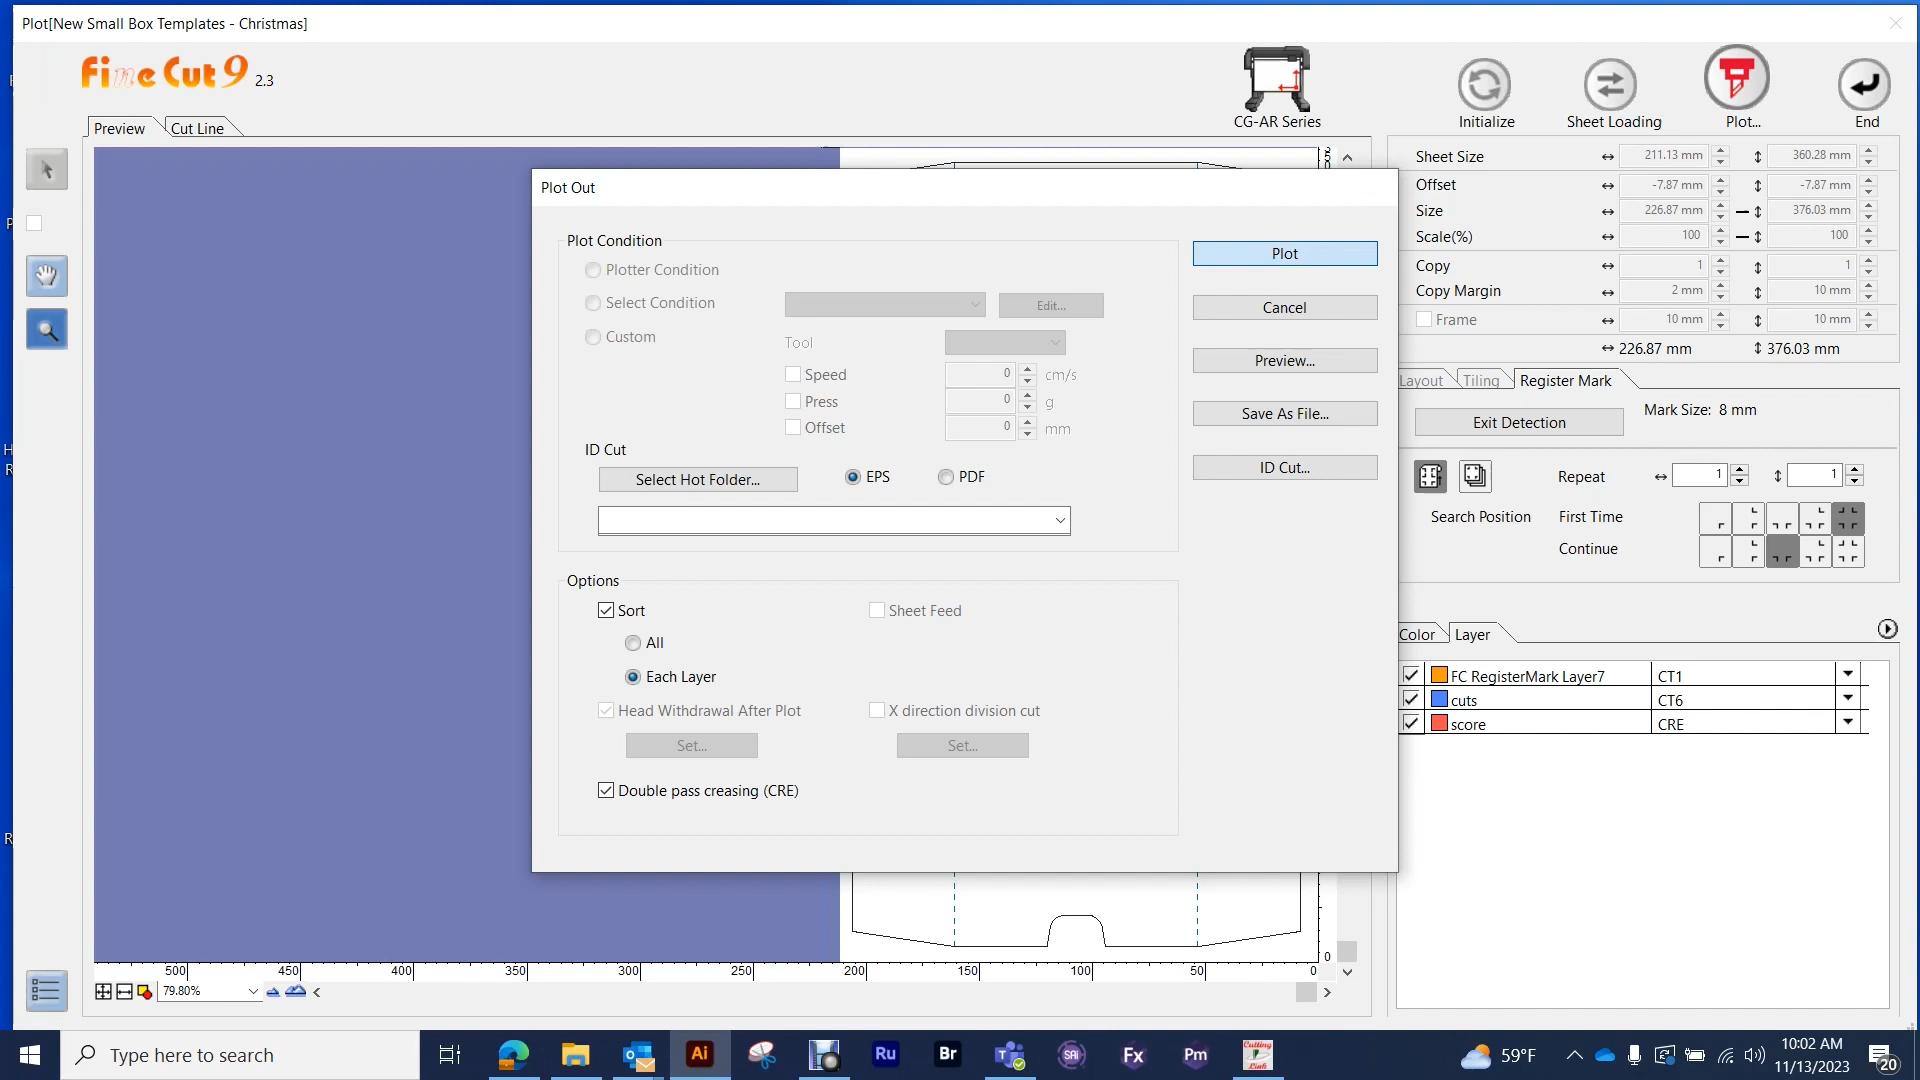 Plot[New Small Box Templates - Christmas]
Fine Cut 9 2.3
CG-AR Series
Initialize
Sheet Loading
Plot...
End
Preview
Cut Line
Plot Out
Plot Condition
Plotter Condition
Select Condition
Edit...
Custom
Tool
Speed 0 cm/s
Press 0 g
Offset 0 mm
ID Cut
Select Hot Folder...
EPS
PDF
Options
Sort
Sheet Feed
All
Each Layer
Head Withdrawal After Plot
X direction division cut
Set...
Set...
Double pass creasing (CRE)
Plot
Cancel
Preview...
Save As File...
ID Cut...
Sheet Size 211.13 mm 360.28 mm
Offset -7.87 mm -7.87 mm
Size 226.87 mm 376.03 mm
Scale(%) 100 100
Copy 1 1
Copy Margin 2 mm 10 mm
Frame 10 mm 10 mm
226.87 mm 376.03 mm
Layout
Tiling
Register Mark
Exit Detection
Mark Size: 8 mm
Repeat 1 1
Search Position
First Time
Continue
Color
Layer
FC RegisterMark Layer7 CT1
cuts CT6
score CRE
0
500 450 400 350 300 250 200 150 100 50 0
79.80%
Type here to search
Ai
Ru
Br
SAi
Fx
Pm
Cutting Link
59°F
10:02 AM
11/13/2023
20